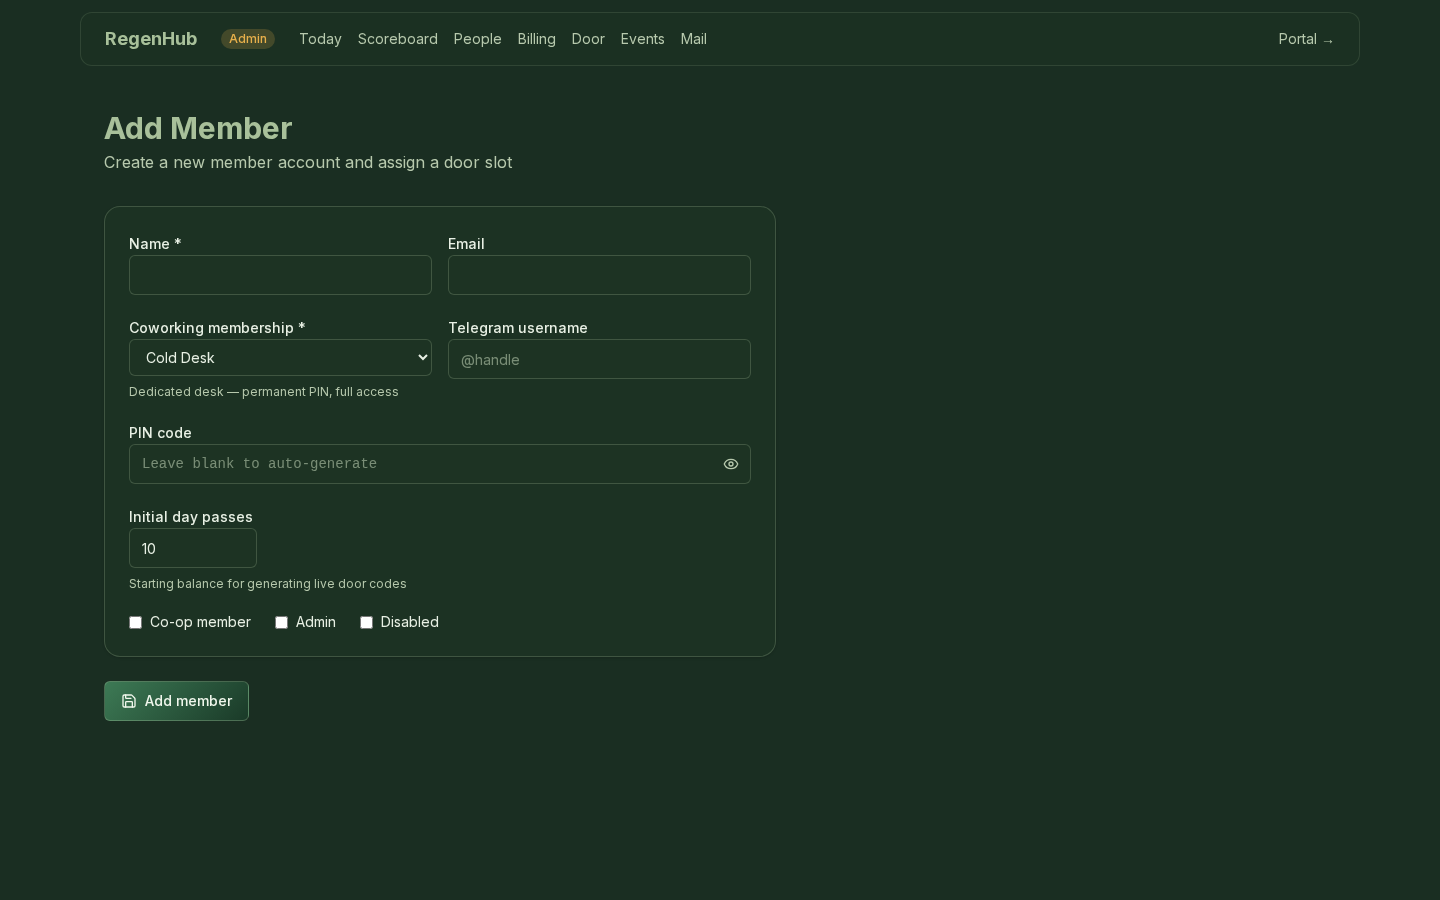 RegenHub Admin Today Scoreboard People Billing Door Events Mail Portal →
Add Member
Create a new member account and assign a door slot
Name * Email
Coworking membership * Telegram username
Cold Desk @handle
Dedicated desk — permanent PIN, full access
PIN code
Leave blank to auto-generate
Initial day passes
10
Starting balance for generating live door codes
Co-op member Admin Disabled
Add member